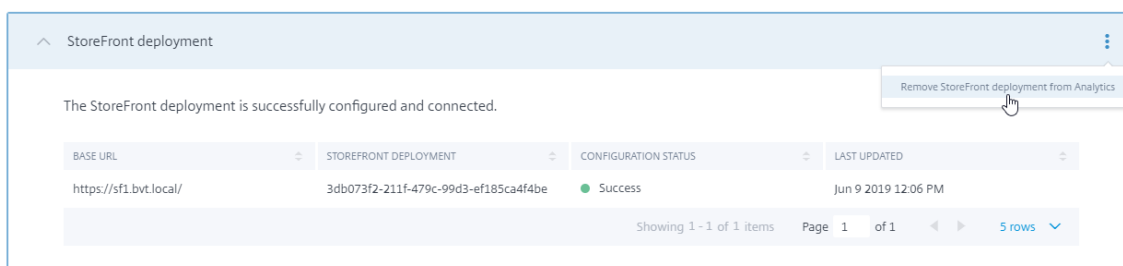 StoreFront deployment
Remove StoreFront deployment from Analytics
The StoreFront deployment is successfully configured and connected.
BASE URL STOREFRONT DEPLOYMENT CONFIGURATION STATUS LAST UPDATED
https://sf1.bvt.local/ 3db073f2-211f-479c-99d3-ef185ca4f4be Success Jun 9 2019 12:06 PM
Showing 1 - 1 of 1 items Page 1 of 1 5 rows